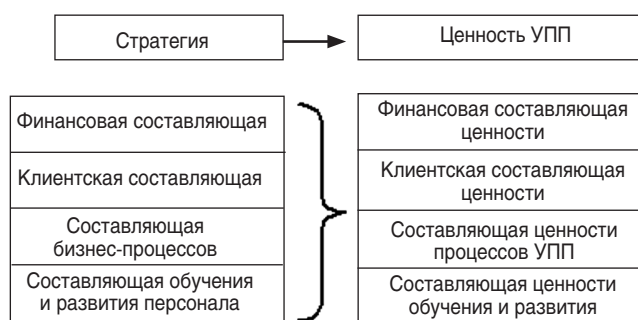 Стратегия
Ценность УПП
Финансовая составляющая
Клиентская составляющая
Составляющая
бизнес-процессов
Составляющая обучения
и развития персонала
Финансовая составляющая
ценности
Клиентская составляющая
ценности
Составляющая ценности
процессов УПП
Составляющая ценности
обучения и развития